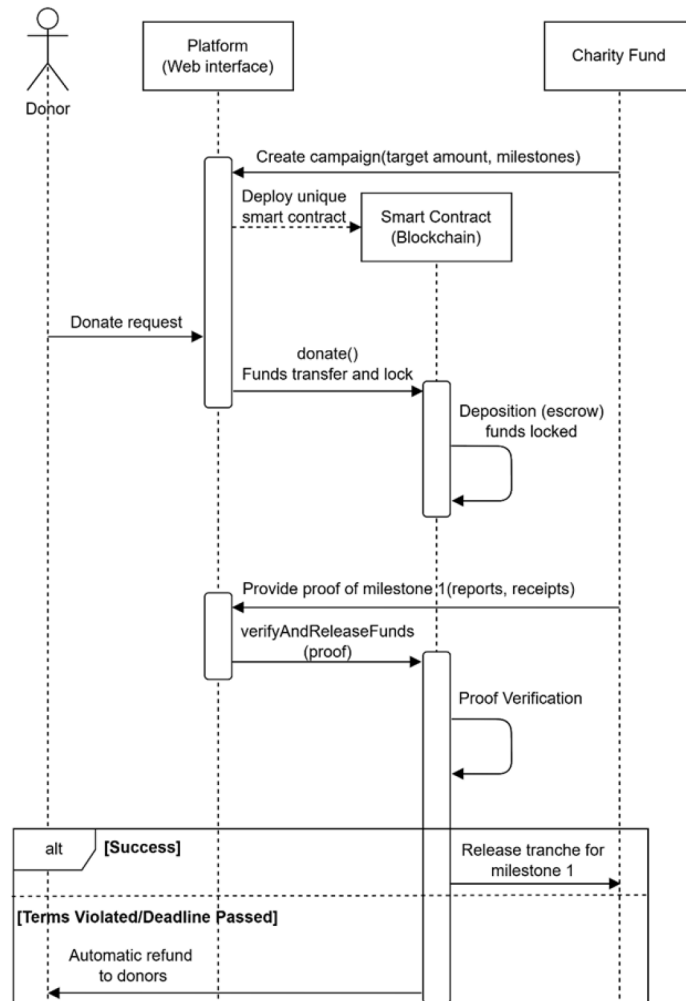 Donor
Platform
(Web interface)
Charity Fund
Create campaign(target amount, milestones)
Deploy unique
smart contract
Smart Contract
(Blockchain)
Donate request
donate()
Funds transfer and lock
Deposition (escrow)
funds locked
Provide proof of milestone 1(reports, receipts)
verifyAndReleaseFunds
(proof)
Proof Verification
alt
[Success]
Release tranche for
milestone 1
[Terms Violated/Deadline Passed]
Automatic refund
to donors